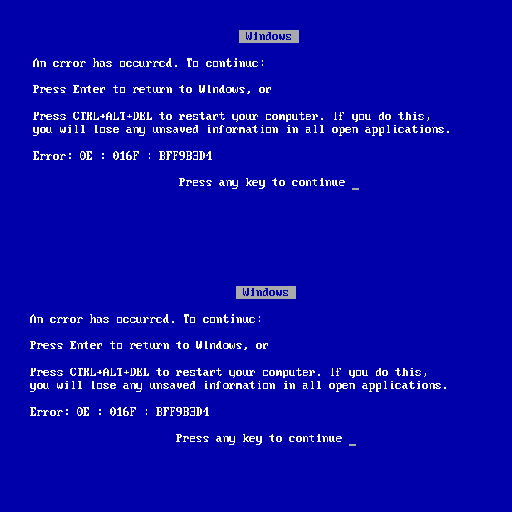 Windows
An error has occurred. To continue:
Press Enter to return to Windows, or
Press CTRL+ALT+DEL to restart your computer. If you do this,
you will lose any unsaved information in all open applications.
Error: 0E : 016F : BFF9B3D4
Press any key to continue _
Windows
An error has occurred. To continue:
Press Enter to return to Windows, or
Press CTRL+ALT+DEL to restart your computer. If you do this,
you will lose any unsaved information in all open applications.
Error: 0E : 016F : BFF9B3D4
Press any key to continue _